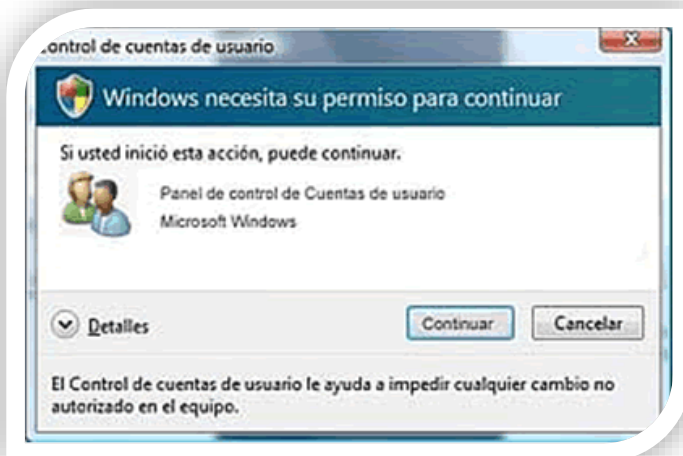 ontrol de cuentas de usuario
Windows necesita su permiso para continuar
Si usted inició esta acción, puede continuar.
Panel de control de Cuentas de usuario
Microsoft Windows
Detalles
Continuar
Cancelar
El Control de cuentas de usuario le ayuda a impedir cualquier cambio no
autorizado en el equipo.